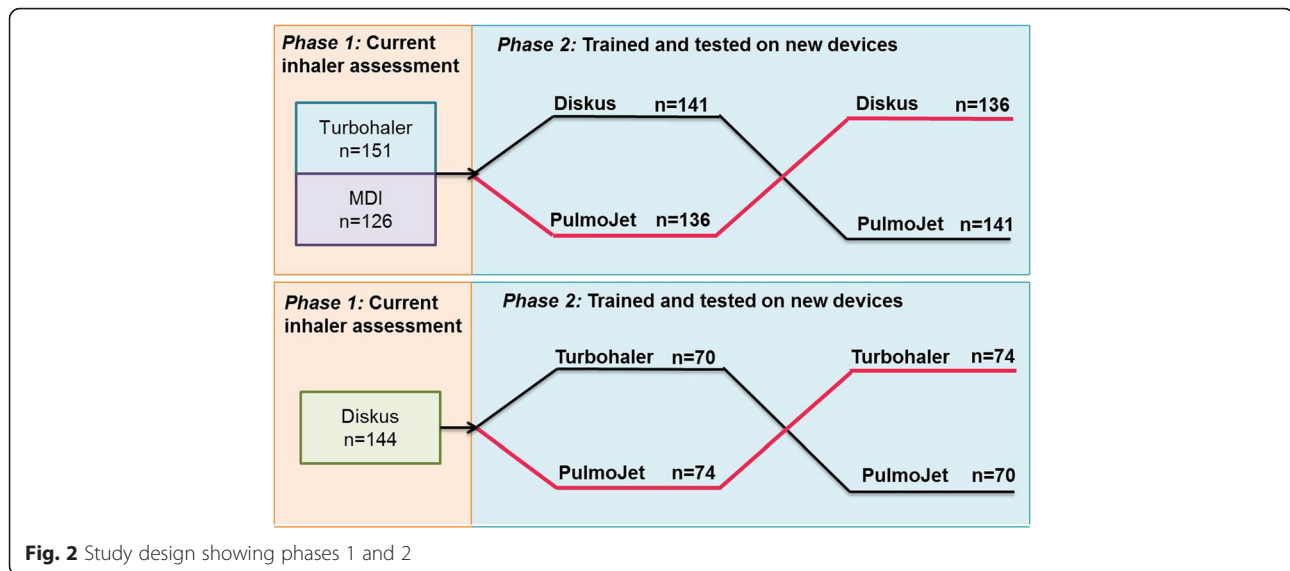 Phase 1: Current
inhaler assessment
Phase 2: Trained and tested on new devices
Turbohaler
n=151
MDI
n=126
Diskus n=141
PulmoJet n=136
Diskus n=136
PulmoJet n=141
Phase 1: Current
inhaler assessment
Phase 2: Trained and tested on new devices
Diskus
n=144
Turbohaler n=70
PulmoJet n=74
Turbohaler n=74
PulmoJet n=70
Fig. 2 Study design showing phases 1 and 2